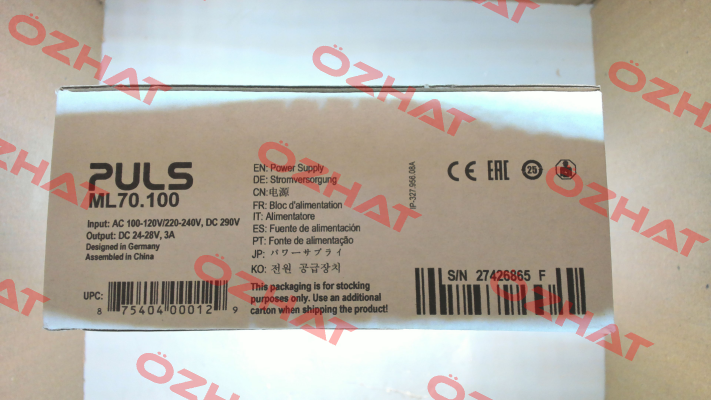 PULS
ML70.100
Input: AC 100-120V/220-240V, DC 290V
Output: DC 24-28V, 3A
Designed in Germany
Assembled in China
UPC:
8 75404 00012 9
EN: Power Supply
DE: Stromversorgung
CN: 电源
FR: Bloc d'alimentation
IT: Alimentatore
ES: Fuente de alimentación
PT: Fonte de alimentação
JP: パワーサプライ
KO: 전원 공급장치
This packaging is for stocking
purposes only. Use an additional
carton when shipping the product!
IP-327.956.08A
CE EAC 25
S/N 27426865 F
ÖZHAT
ÖZHAT
ÖZHAT
ÖZHAT
ÖZHAT
ÖZHAT
ÖZHAT
ÖZHAT